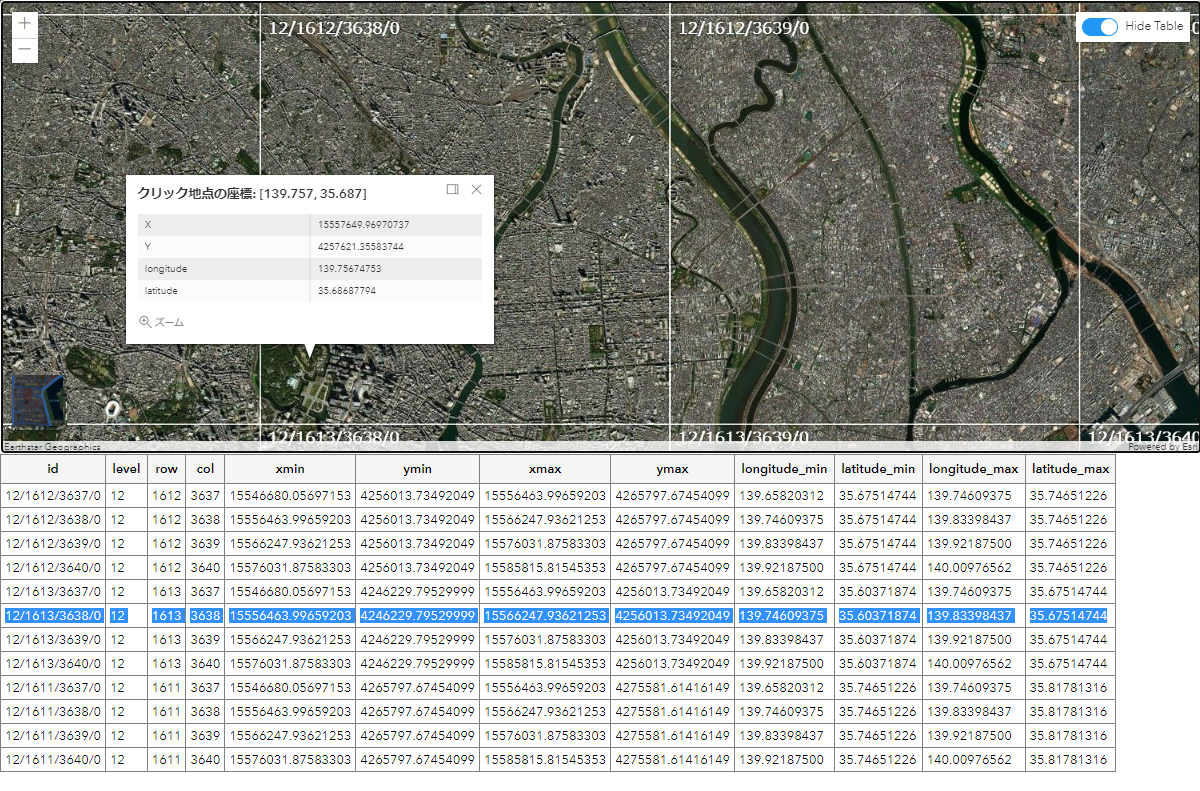 +
−
12/1612/3638/0
12/1612/3639/0
Hide Table
クリック地点の座標: [139.757, 35.687]
X 15557649.96970737
Y 4257621.35583744
longitude 139.75674753
latitude 35.68687794
ズーム
12/1613/3638/0
12/1613/3639/0
12/1613/3640
Earthstar Geographics
Powered by Esri
id level row col xmin ymin xmax ymax longitude_min latitude_min longitude_max latitude_max
12/1612/3637/0 12 1612 3637 15546680.05697153 4256013.73492049 15556463.99659203 4265797.67454099 139.65820312 35.67514744 139.74609375 35.74651226
12/1612/3638/0 12 1612 3638 15556463.99659203 4256013.73492049 15566247.93621253 4265797.67454099 139.74609375 35.67514744 139.83398437 35.74651226
12/1612/3639/0 12 1612 3639 15566247.93621253 4256013.73492049 15576031.87583303 4265797.67454099 139.83398437 35.67514744 139.92187500 35.74651226
12/1612/3640/0 12 1612 3640 15576031.87583303 4256013.73492049 15585815.81545353 4265797.67454099 139.92187500 35.67514744 140.00976562 35.74651226
12/1613/3637/0 12 1613 3637 15546680.05697153 4246229.79529999 15556463.99659203 4256013.73492049 139.65820312 35.60371874 139.74609375 35.67514744
12/1613/3638/0 12 1613 3638 15556463.99659203 4246229.79529999 15566247.93621253 4256013.73492049 139.74609375 35.60371874 139.83398437 35.67514744
12/1613/3639/0 12 1613 3639 15566247.93621253 4246229.79529999 15576031.87583303 4256013.73492049 139.83398437 35.60371874 139.92187500 35.67514744
12/1613/3640/0 12 1613 3640 15576031.87583303 4246229.79529999 15585815.81545353 4256013.73492049 139.92187500 35.60371874 140.00976562 35.67514744
12/1611/3637/0 12 1611 3637 15546680.05697153 4265797.67454099 15556463.99659203 4275581.61416149 139.65820312 35.74651226 139.74609375 35.81781316
12/1611/3638/0 12 1611 3638 15556463.99659203 4265797.67454099 15566247.93621253 4275581.61416149 139.74609375 35.74651226 139.83398437 35.81781316
12/1611/3639/0 12 1611 3639 15566247.93621253 4265797.67454099 15576031.87583303 4275581.61416149 139.83398437 35.74651226 139.92187500 35.81781316
12/1611/3640/0 12 1611 3640 15576031.87583303 4265797.67454099 15585815.81545353 4275581.61416149 139.92187500 35.74651226 140.00976562 35.81781316